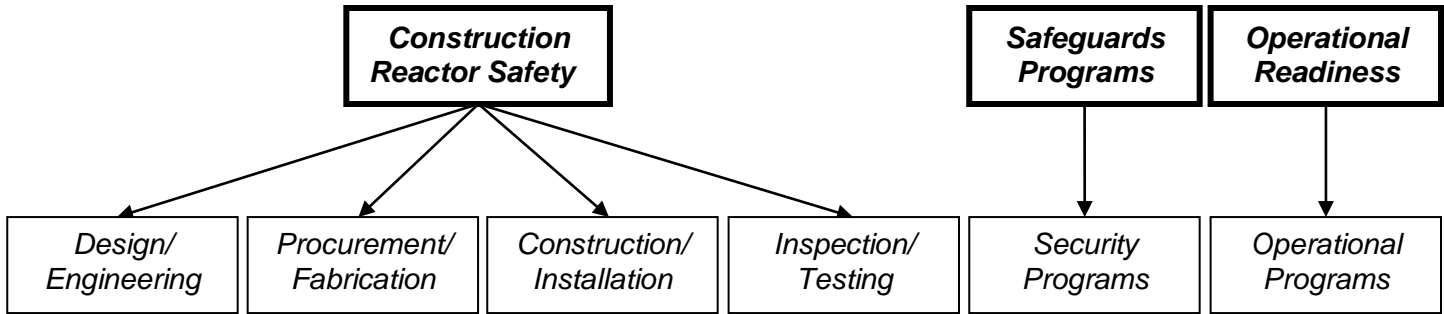 Construction
Reactor Safety
Safeguards
Programs
Operational
Readiness
Design/
Engineering
Procurement/
Fabrication
Construction/
Installation
Inspection/
Testing
Security
Programs
Operational
Programs